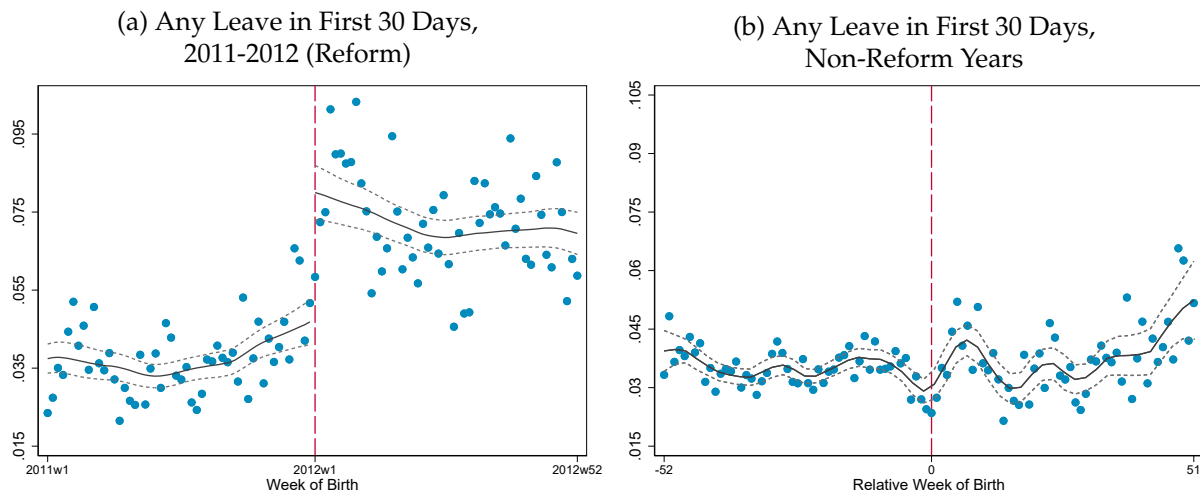 (a) Any Leave in First 30 Days,
2011-2012 (Reform)
.095
.075
.055
.035
.015
2011w1
2012w1
2012w52
Week of Birth
(b) Any Leave in First 30 Days,
Non-Reform Years
.105
.09
.075
.06
.045
.03
.015
-52
0
51
Relative Week of Birth